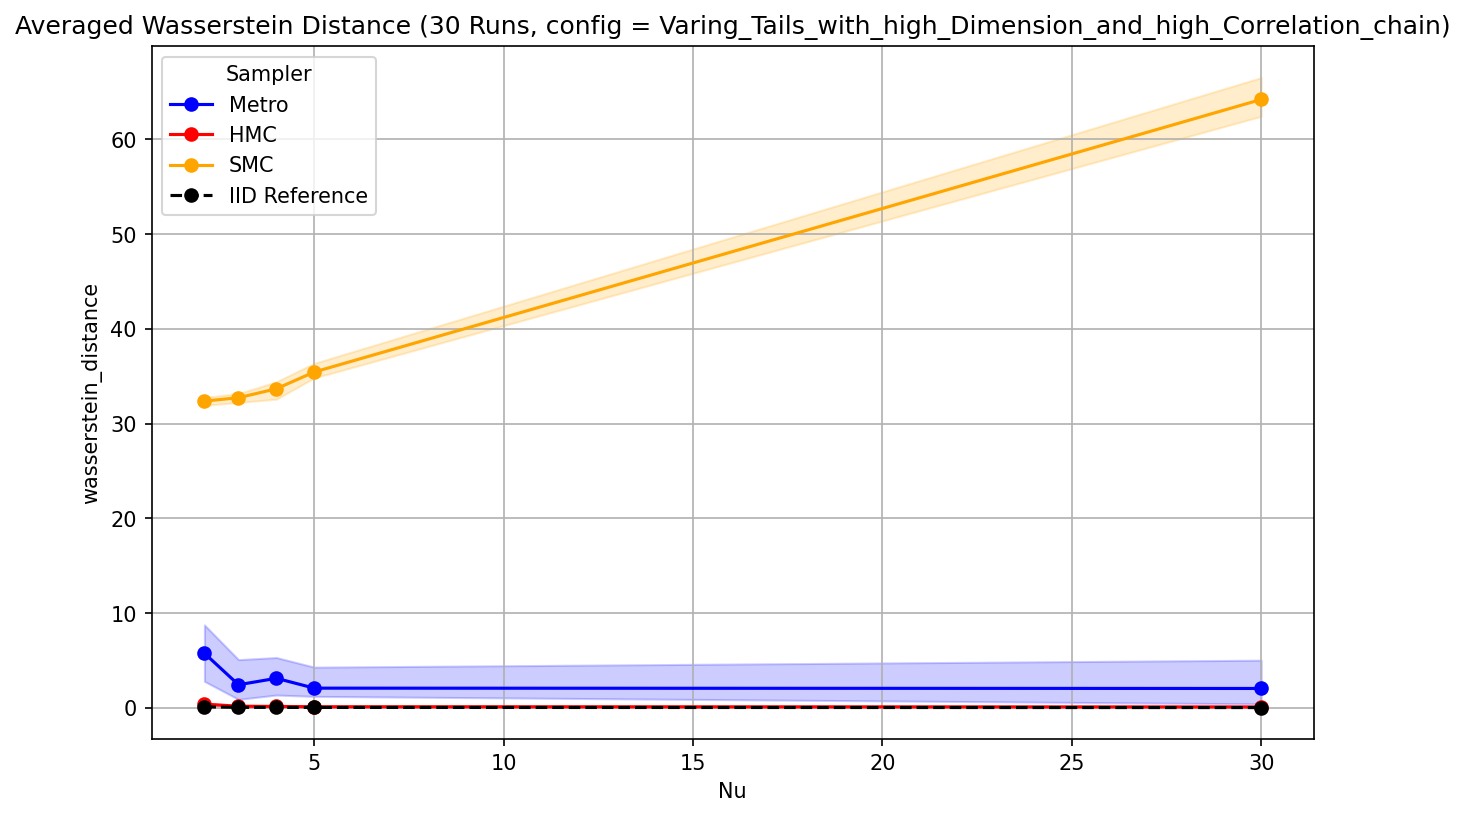 Averaged Wasserstein Distance (30 Runs, config = Varing_Tails_with_high_Dimension_and_high_Correlation_chain)
Sampler
Metro
HMC
SMC
IID Reference
wasserstein_distance
60
50
40
30
20
10
0
5
10
15
20
25
30
Nu